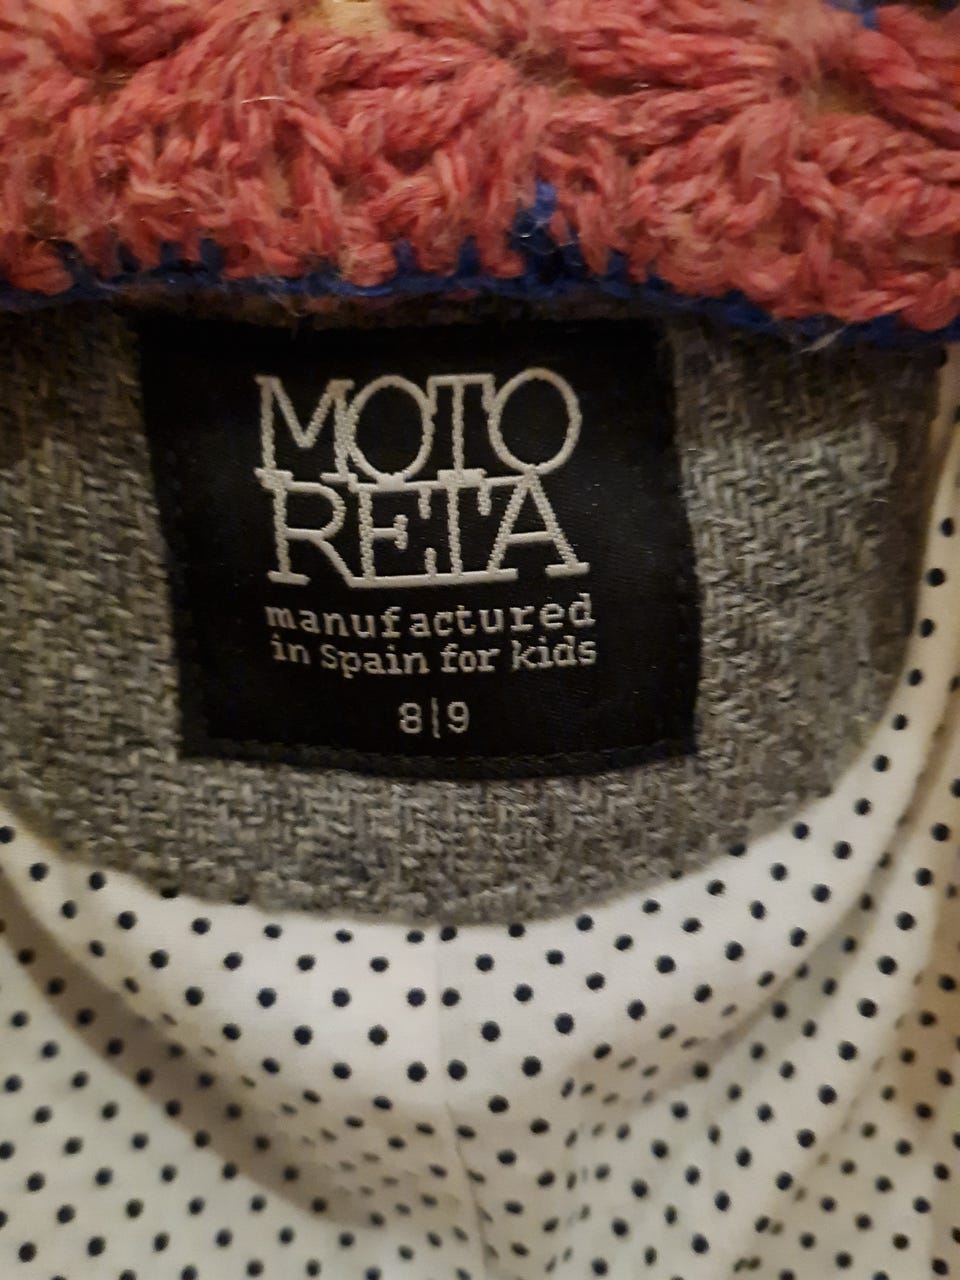 MOTO
RETA
manufactured
in Spain for kids
8|9